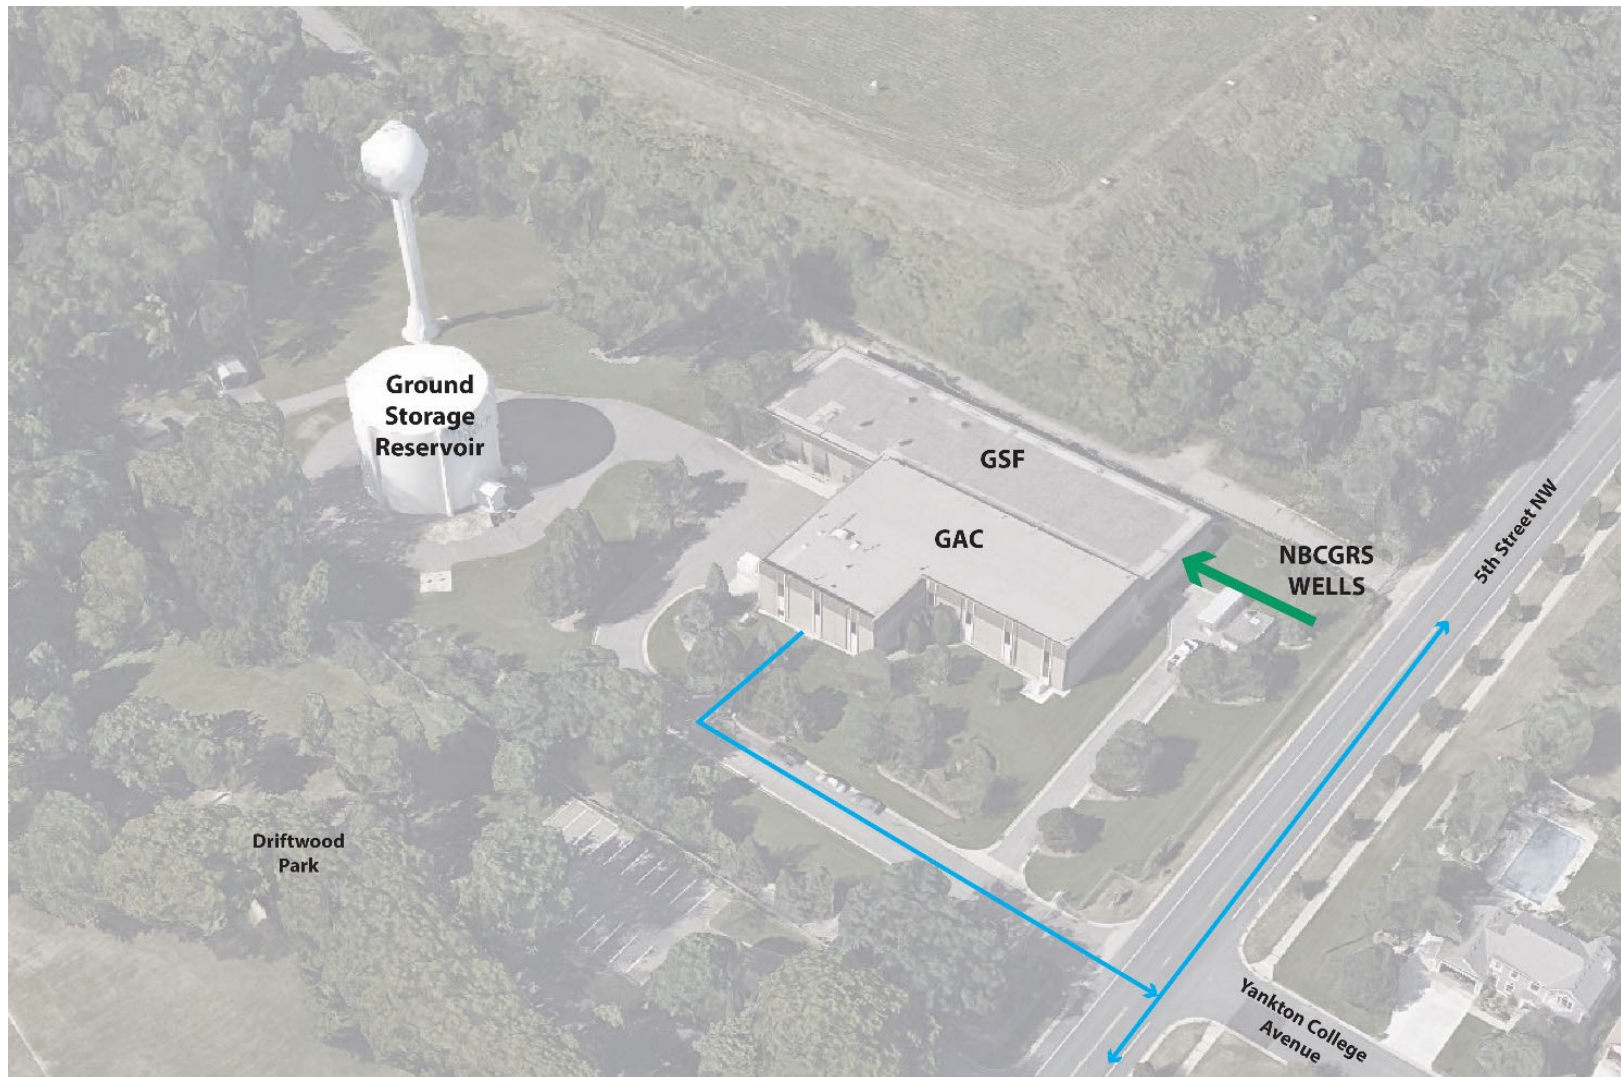 Ground
Storage
Reservoir
GSF
GAC
NBCGRS
WELLS
5th Street NW
Driftwood
Park
Yankton College
Avenue